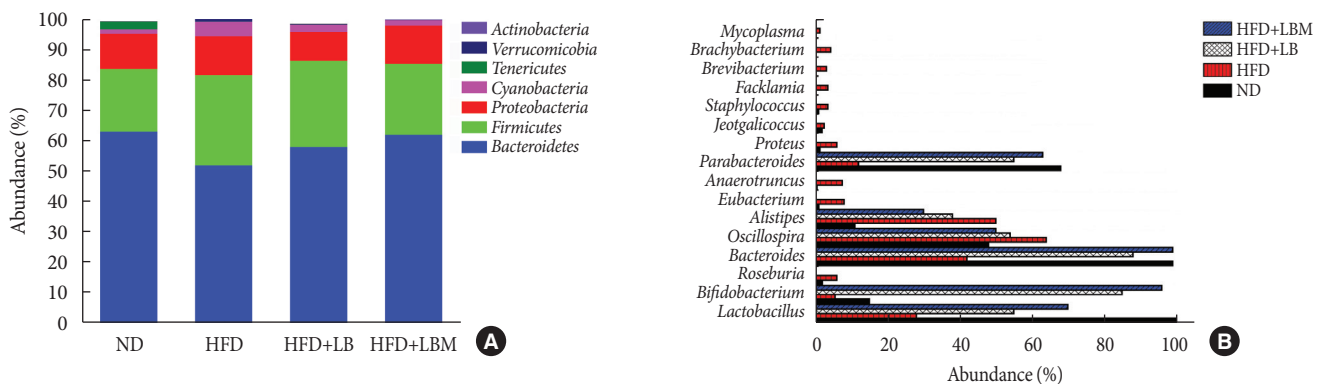 100
90
80
70
60
50
40
30
20
10
0
Abundance (%)
ND
HFD
HFD+LB
HFD+LBM
Actinobacteria
Verrucomicobia
Tenericutes
Cyanobacteria
Proteobacteria
Firmicutes
Bacteroidetes
A
Mycoplasma
Brachybacterium
Brevibacterium
Facklamia
Staphylococcus
Jeotgalicoccus
Proteus
Parabacteroides
Anaerotruncus
Eubacterium
Alistipes
Oscillospira
Bacteroides
Roseburia
Bifidobacterium
Lactobacillus
0
20
40
60
80
100
Abundance (%)
HFD+LBM
HFD+LB
HFD
ND
B